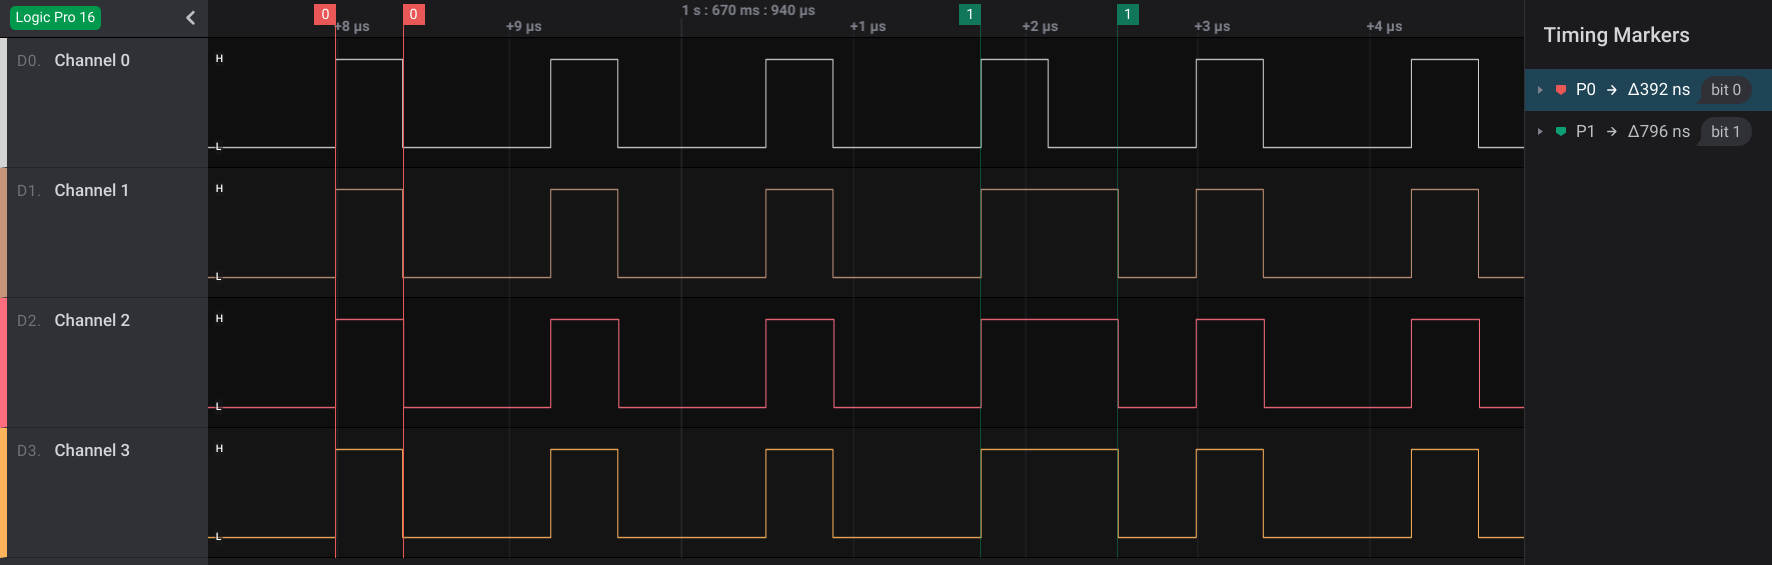 Logic Pro 16
0
0
1 s : 670 ms : 940 µs
1
1
+8 µs
+9 µs
+1 µs
+2 µs
+3 µs
+4 µs
Timing Markers
P0 → Δ392 ns bit 0
P1 → Δ796 ns bit 1
D0. Channel 0
H
L
D1. Channel 1
H
L
D2. Channel 2
H
L
D3. Channel 3
H
L